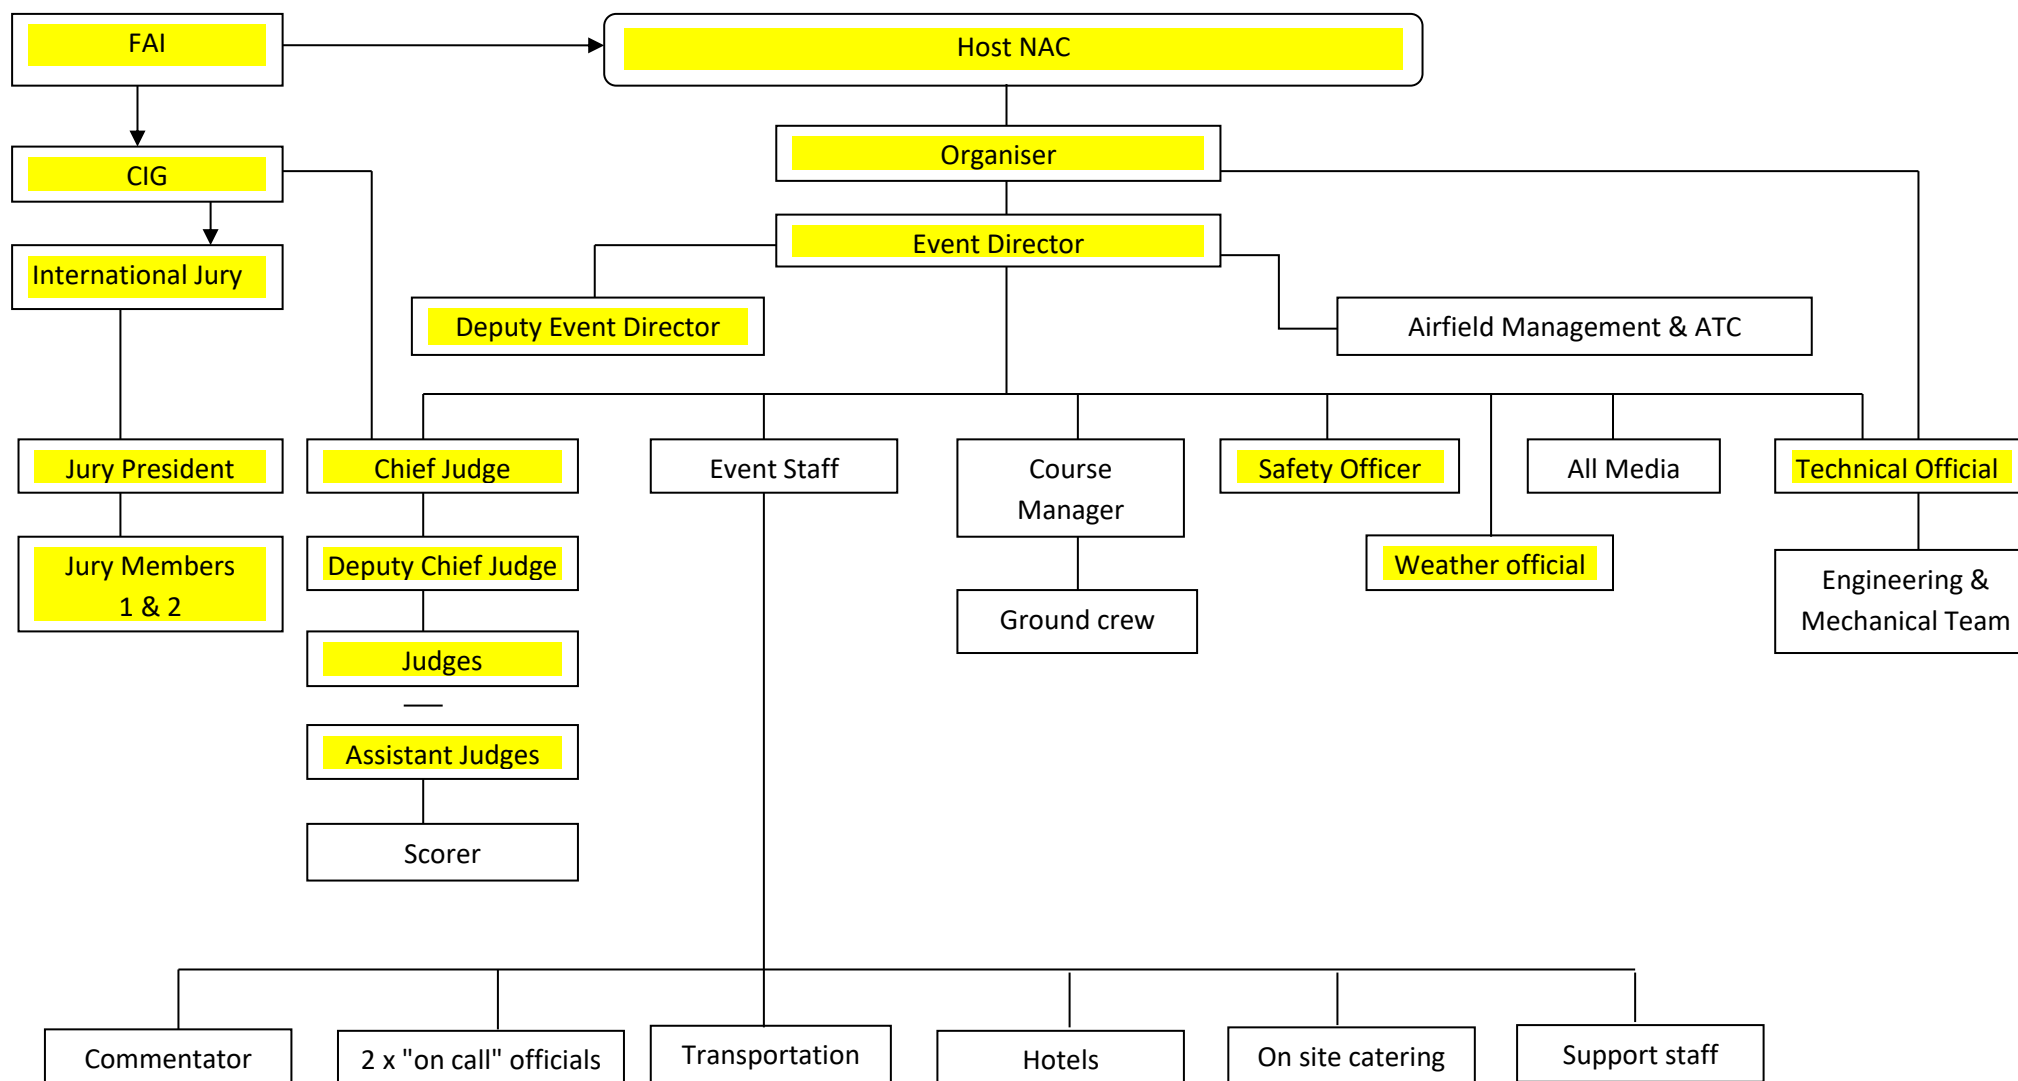 FAI
Host NAC
CIG
Organiser
International Jury
Event Director
Deputy Event Director
Airfield Management & ATC
Jury President
Chief Judge
Event Staff
Course
Manager
Safety Officer
All Media
Technical Official
Jury Members
1 & 2
Deputy Chief Judge
Weather official
Engineering &
Mechanical Team
Ground crew
Judges
Assistant Judges
Scorer
Commentator
2 x "on call" officials
Transportation
Hotels
On site catering
Support staff